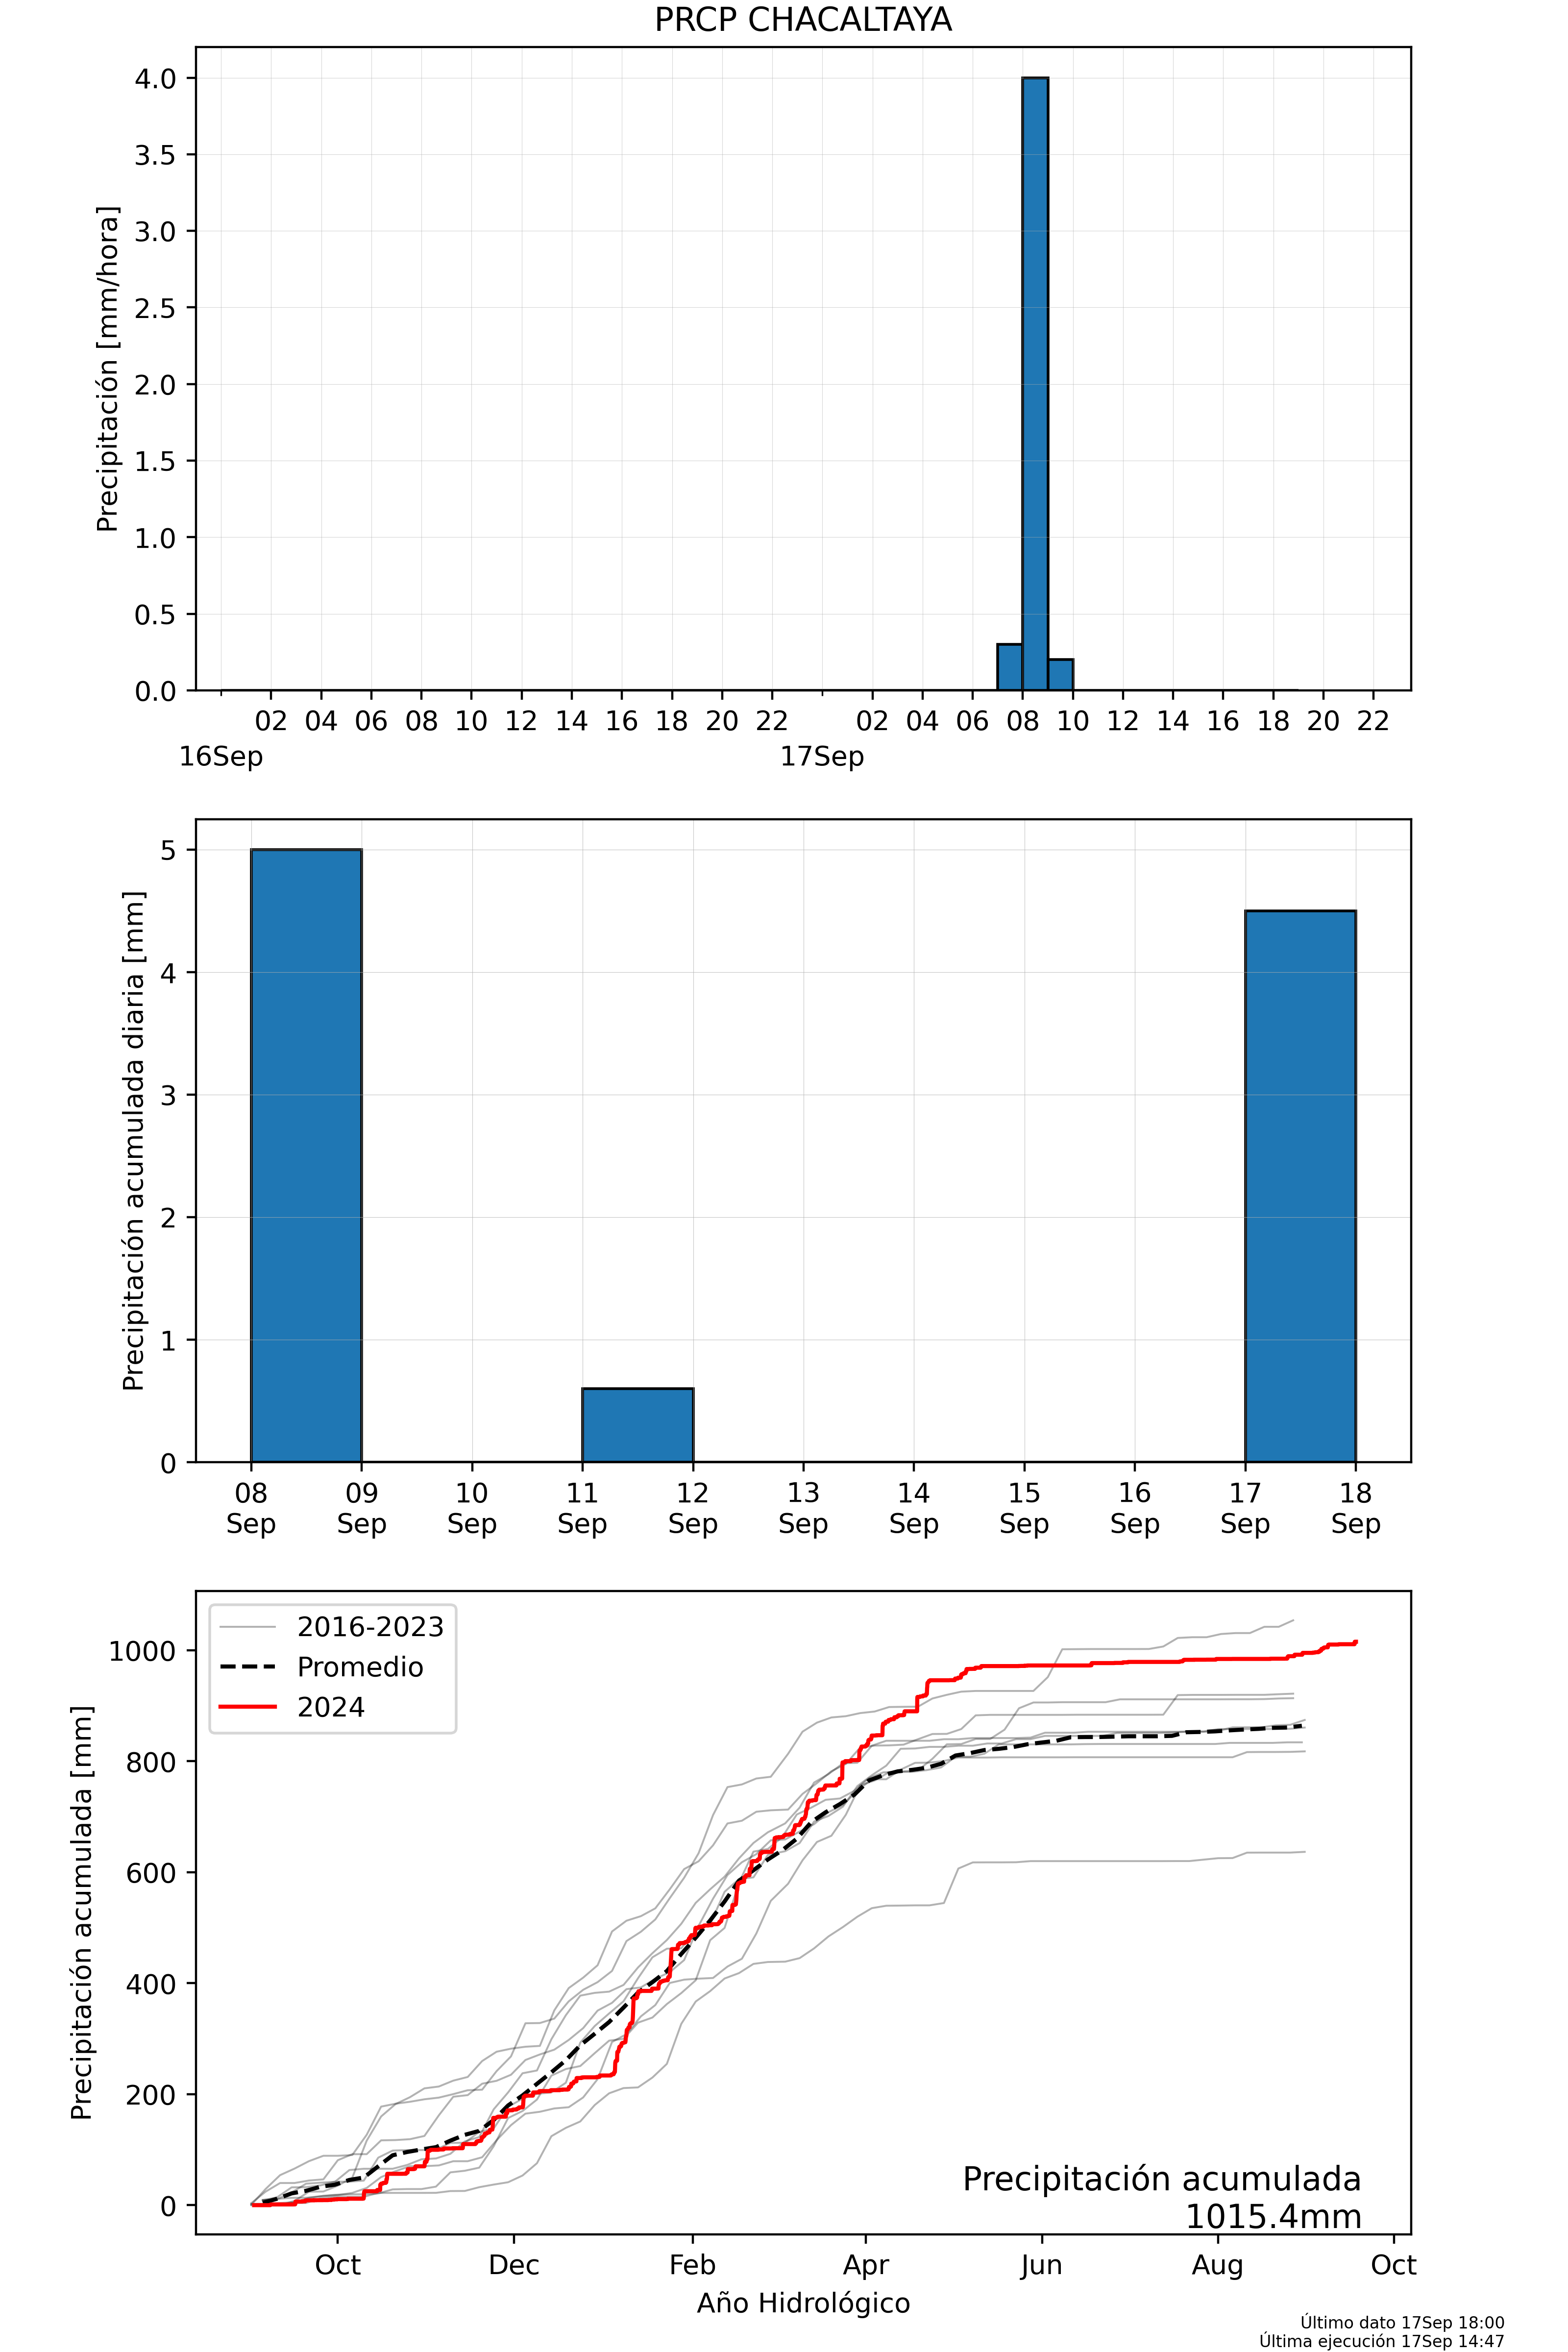 PRCP CHACALTAYA
Precipitación [mm/hora]
4.0
3.5
3.0
2.5
2.0
1.5
1.0
0.5
0.0
02 04 06 08 10 12 14 16 18 20 22 02 04 06 08 10 12 14 16 18 20 22
16Sep 17Sep
Precipitación acumulada diaria [mm]
5
4
3
2
1
0
08 09 10 11 12 13 14 15 16 17 18
Sep Sep Sep Sep Sep Sep Sep Sep Sep Sep Sep
Precipitación acumulada [mm]
1000
800
600
400
200
0
2016-2023
Promedio
2024
Precipitación acumulada
1015.4mm
Oct Dec Feb Apr Jun Aug Oct
Año Hidrológico
Último dato 17Sep 18:00
Última ejecución 17Sep 14:47